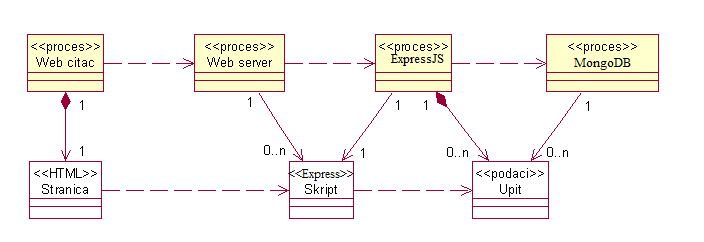 <<proces>>
Web citac
<<proces>>
Web server
<<proces>>
ExpressJS
<<proces>>
MongoDB
1
1
1
1
1
1
0..n
1
0..n
0..n
<<HTML>>
Stranica
<<Express>>
Skript
<<podaci>>
Upit